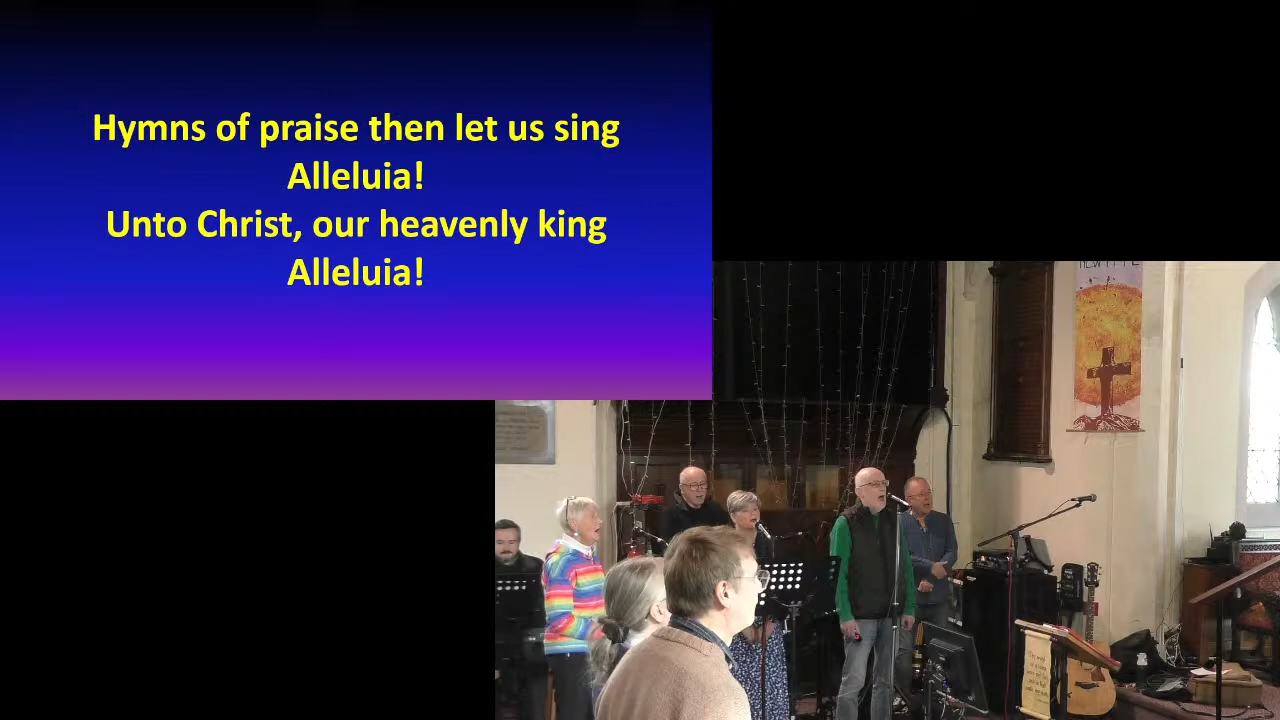 Hymns of praise then let us sing
Alleluia!
Unto Christ, our heavenly king
Alleluia!